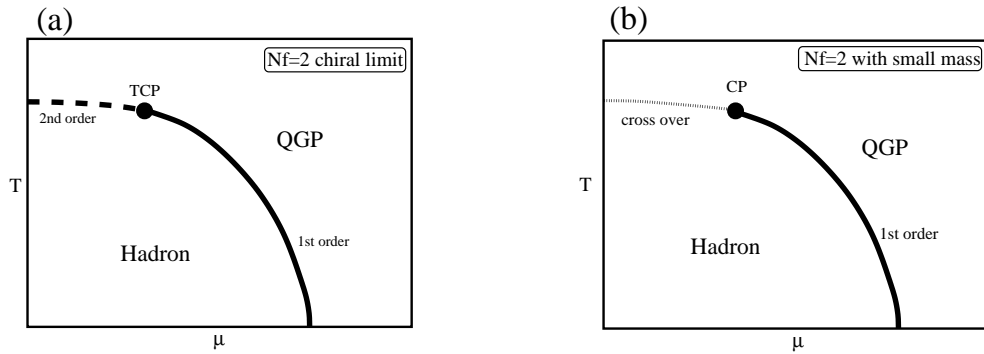 (a)
Nf=2 chiral limit
TCP
2nd order
QGP
T
1st order
Hadron
μ
(b)
Nf=2 with small mass
CP
cross over
QGP
T
1st order
Hadron
μ